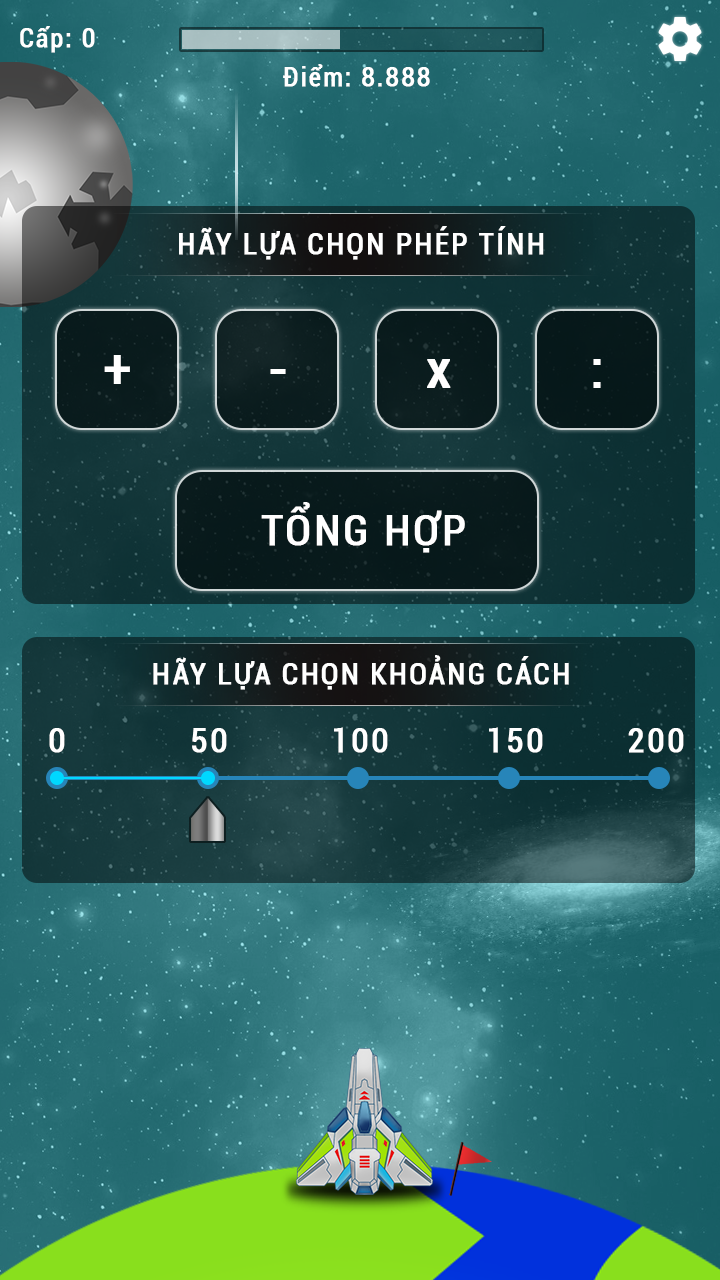 Cấp: 0
Điểm: 8.888
HÃY LỰA CHỌN PHÉP TÍNH
+ - x :
TỔNG HỢP
HÃY LỰA CHỌN KHOẢNG CÁCH
0 50 100 150 200